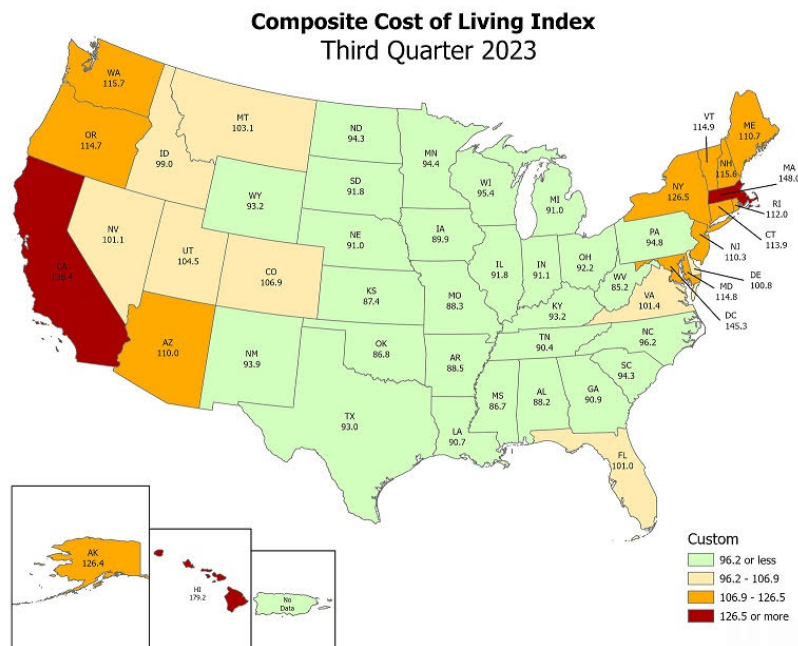 Composite Cost of Living Index
Third Quarter 2023
WA
115.7
OR
114.7
ID
99.0
MT
103.1
ND
94.3
MN
94.4
SD
91.8
WI
95.4
MI
91.0
WY
93.2
NV
101.1
UT
104.5
CO
106.9
NE
91.0
IA
89.9
KS
87.4
MO
88.3
IL
91.8
IN
91.1
OH
92.2
PA
94.8
NY
126.5
VT
114.9
NH
115.6
ME
110.7
MA
148.0
RI
112.0
CT
113.9
NJ
110.3
DE
100.8
MD
114.8
DC
145.3
WV
85.2
VA
101.4
KY
93.2
TN
90.4
NC
96.2
SC
94.3
CA
AZ
110.0
NM
93.9
OK
86.8
AR
88.5
TX
93.0
LA
90.7
MS
86.7
AL
88.2
GA
90.9
FL
101.0
AK
126.4
HI
179.2
No
Data
Custom
96.2 or less
96.2 - 106.9
106.9 - 126.5
126.5 or more